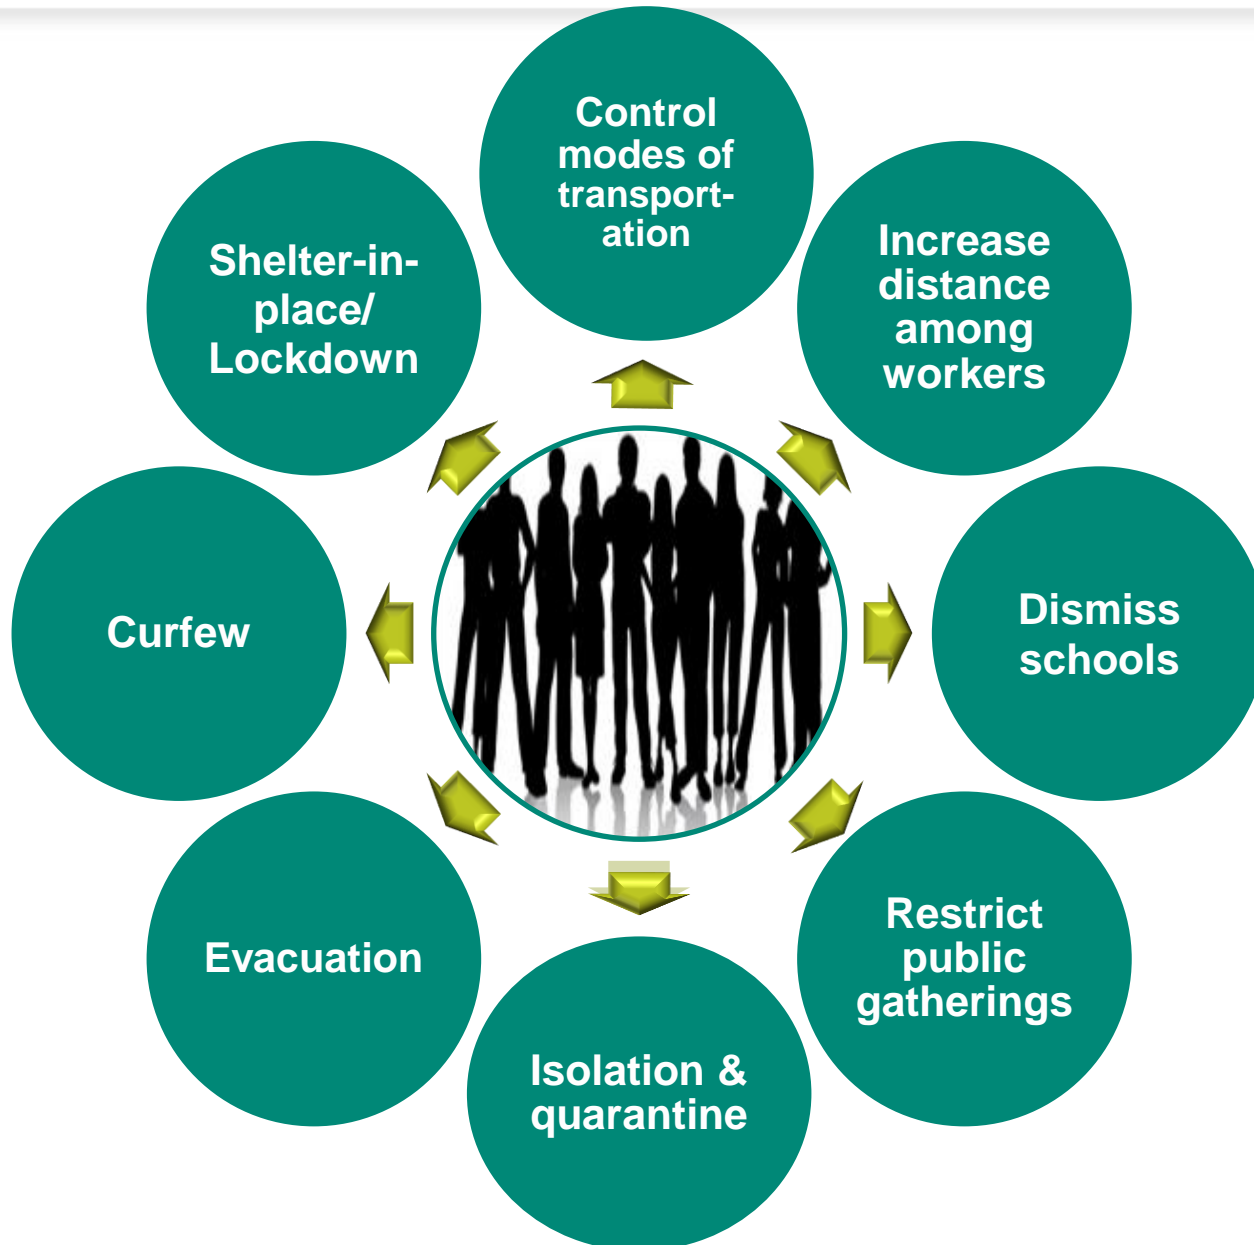 Control
modes of
transport-
ation
Increase
distance
among
workers
Dismiss
schools
Restrict
public
gatherings
Isolation &
quarantine
Evacuation
Curfew
Shelter-in-
place/
Lockdown